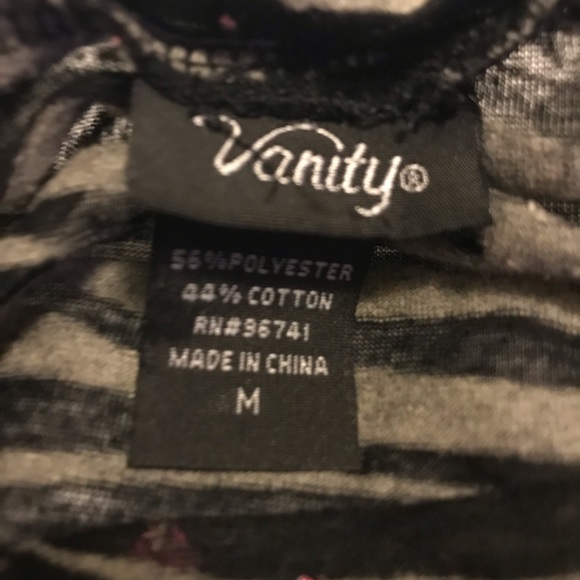 Vanity®
56% POLYESTER
44% COTTON
RN#36741
MADE IN CHINA
M